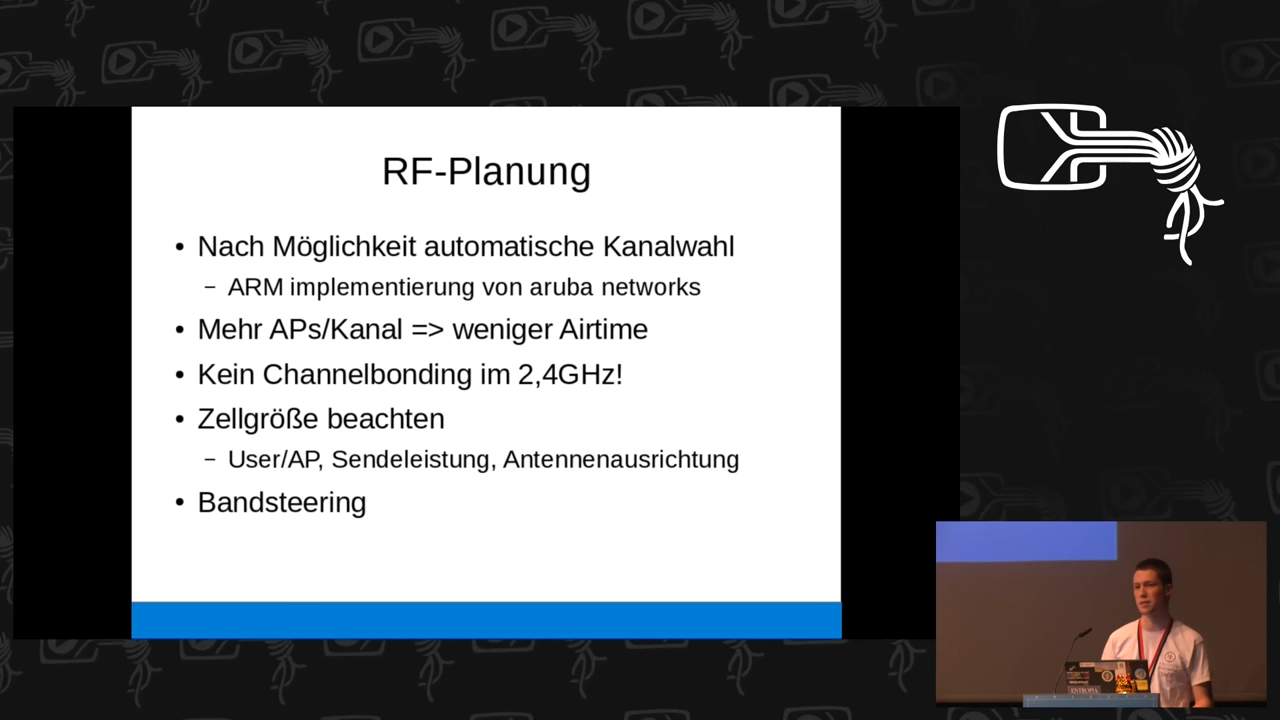 RF-Planung
• Nach Möglichkeit automatische Kanalwahl
– ARM implementierung von aruba networks
• Mehr APs/Kanal => weniger Airtime
• Kein Channelbonding im 2,4GHz!
• Zellgröße beachten
– User/AP, Sendeleistung, Antennenausrichtung
• Bandsteering
ENTROPIA